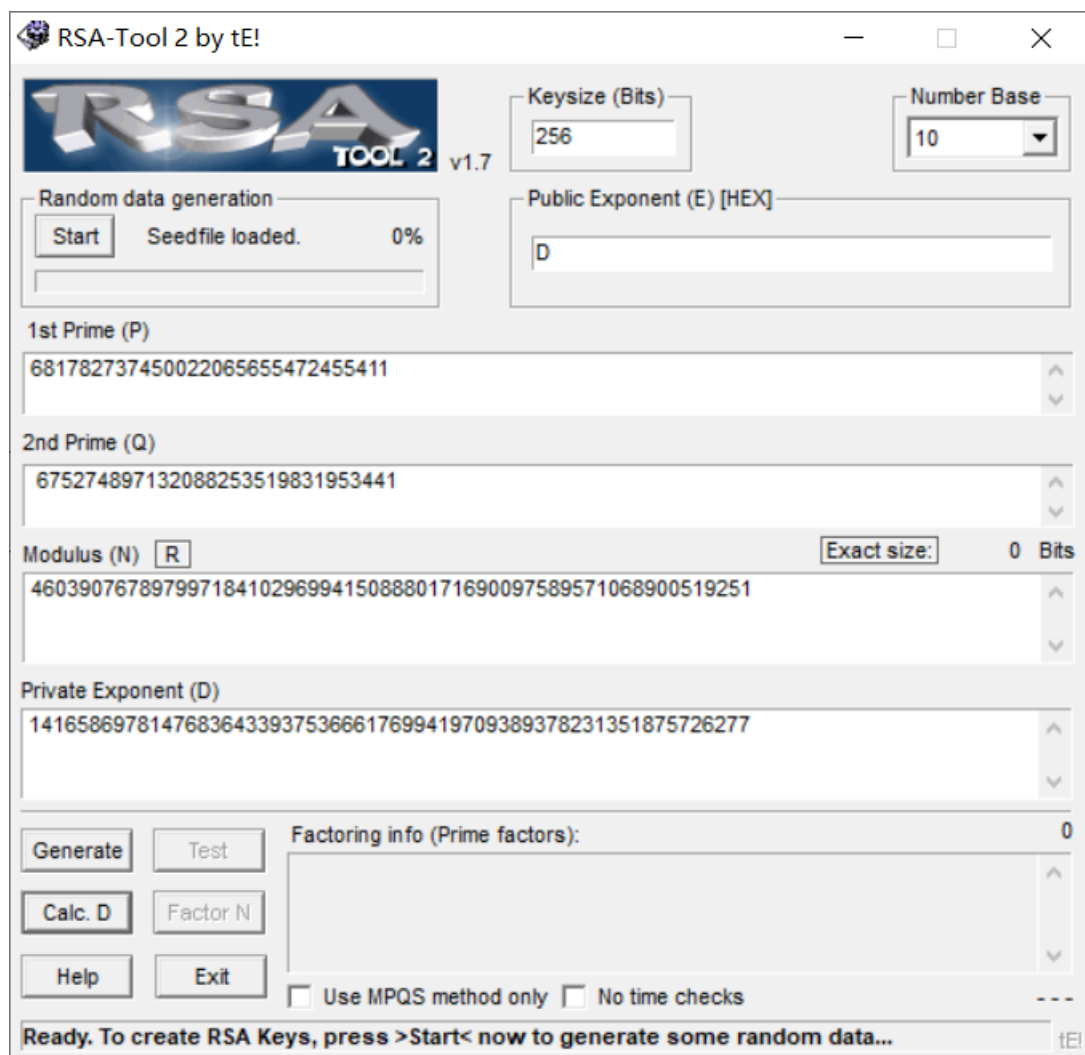 RSA-Tool 2 by tE!
RSA
TOOL 2 v1.7
Keysize (Bits)
256
Number Base
10
Random data generation
Start Seedfile loaded. 0%
Public Exponent (E) [HEX]
D
1st Prime (P)
68178273745002206565547245541​1
2nd Prime (Q)
675274897132088253519831953441
Modulus (N) R Exact size: 0 Bits
460390767897997184102969941508880171690097589571068900519251
Private Exponent (D)
141658697814768364339375366617699419709389378231351875726277
Generate Test
Calc. D Factor N
Help Exit
Factoring info (Prime factors): 0
Use MPQS method only No time checks ---
Ready. To create RSA Keys, press >Start< now to generate some random data... tE!